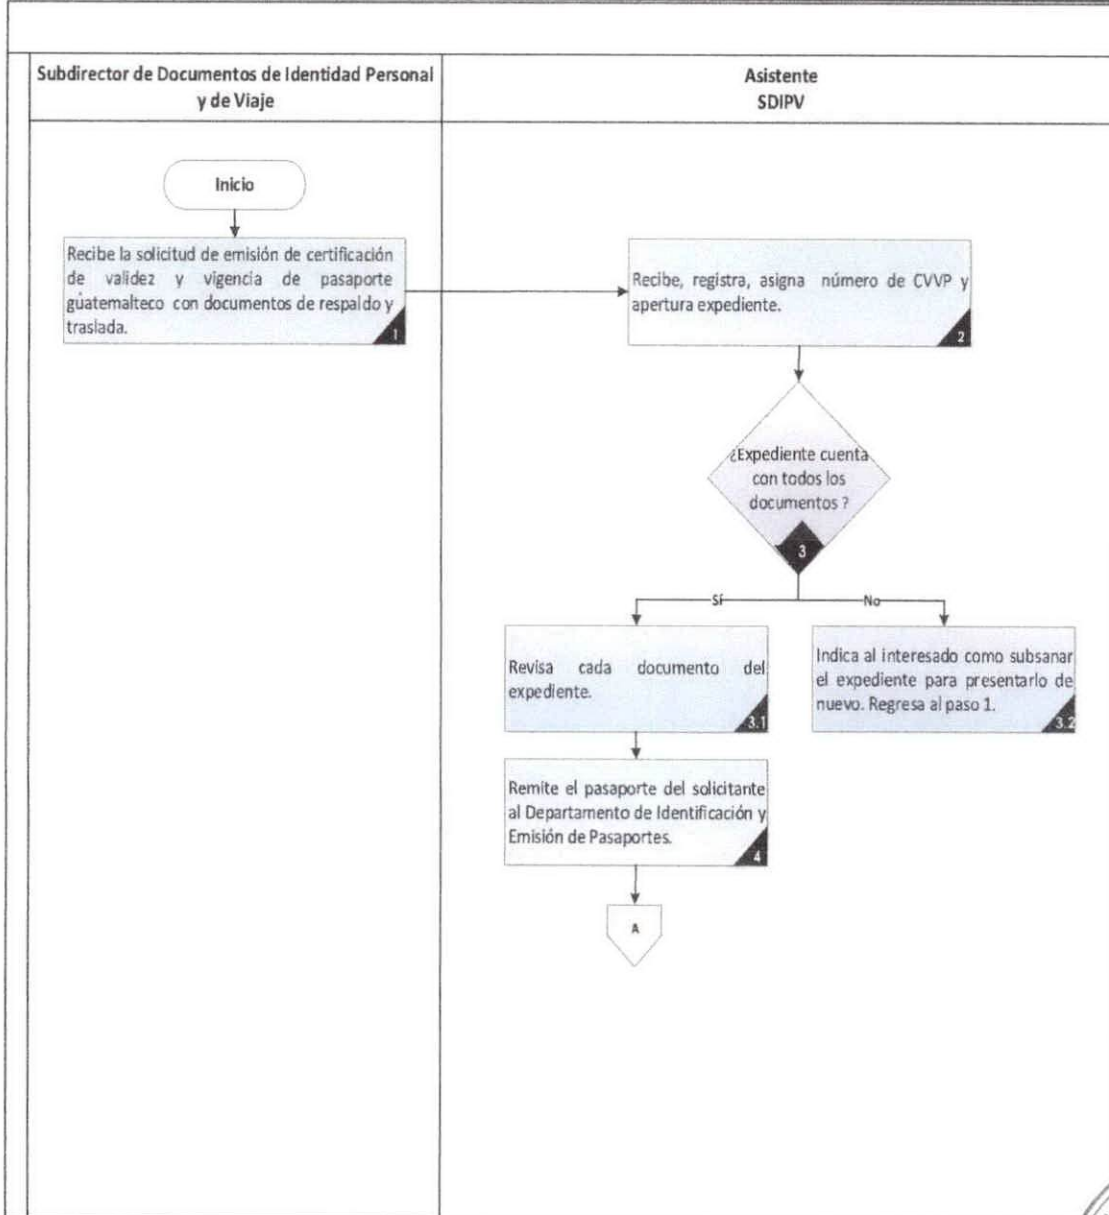 Subdirector de Documentos de Identidad Personal
y de Viaje
Asistente
SDIPV
Inicio
Recibe la solicitud de emisión de certificación
de validez y vigencia de pasaporte
guatemalteco con documentos de respaldo y
traslada.
1
Recibe, registra, asigna número de CVVP y
apertura expediente.
2
¿Expediente cuenta
con todos los
documentos ?
3
Sí
No
Revisa cada documento del
expediente.
3.1
Indica al interesado como subsanar
el expediente para presentarlo de
nuevo. Regresa al paso 1.
3.2
Remite el pasaporte del solicitante
al Departamento de Identificación y
Emisión de Pasaportes.
4
A